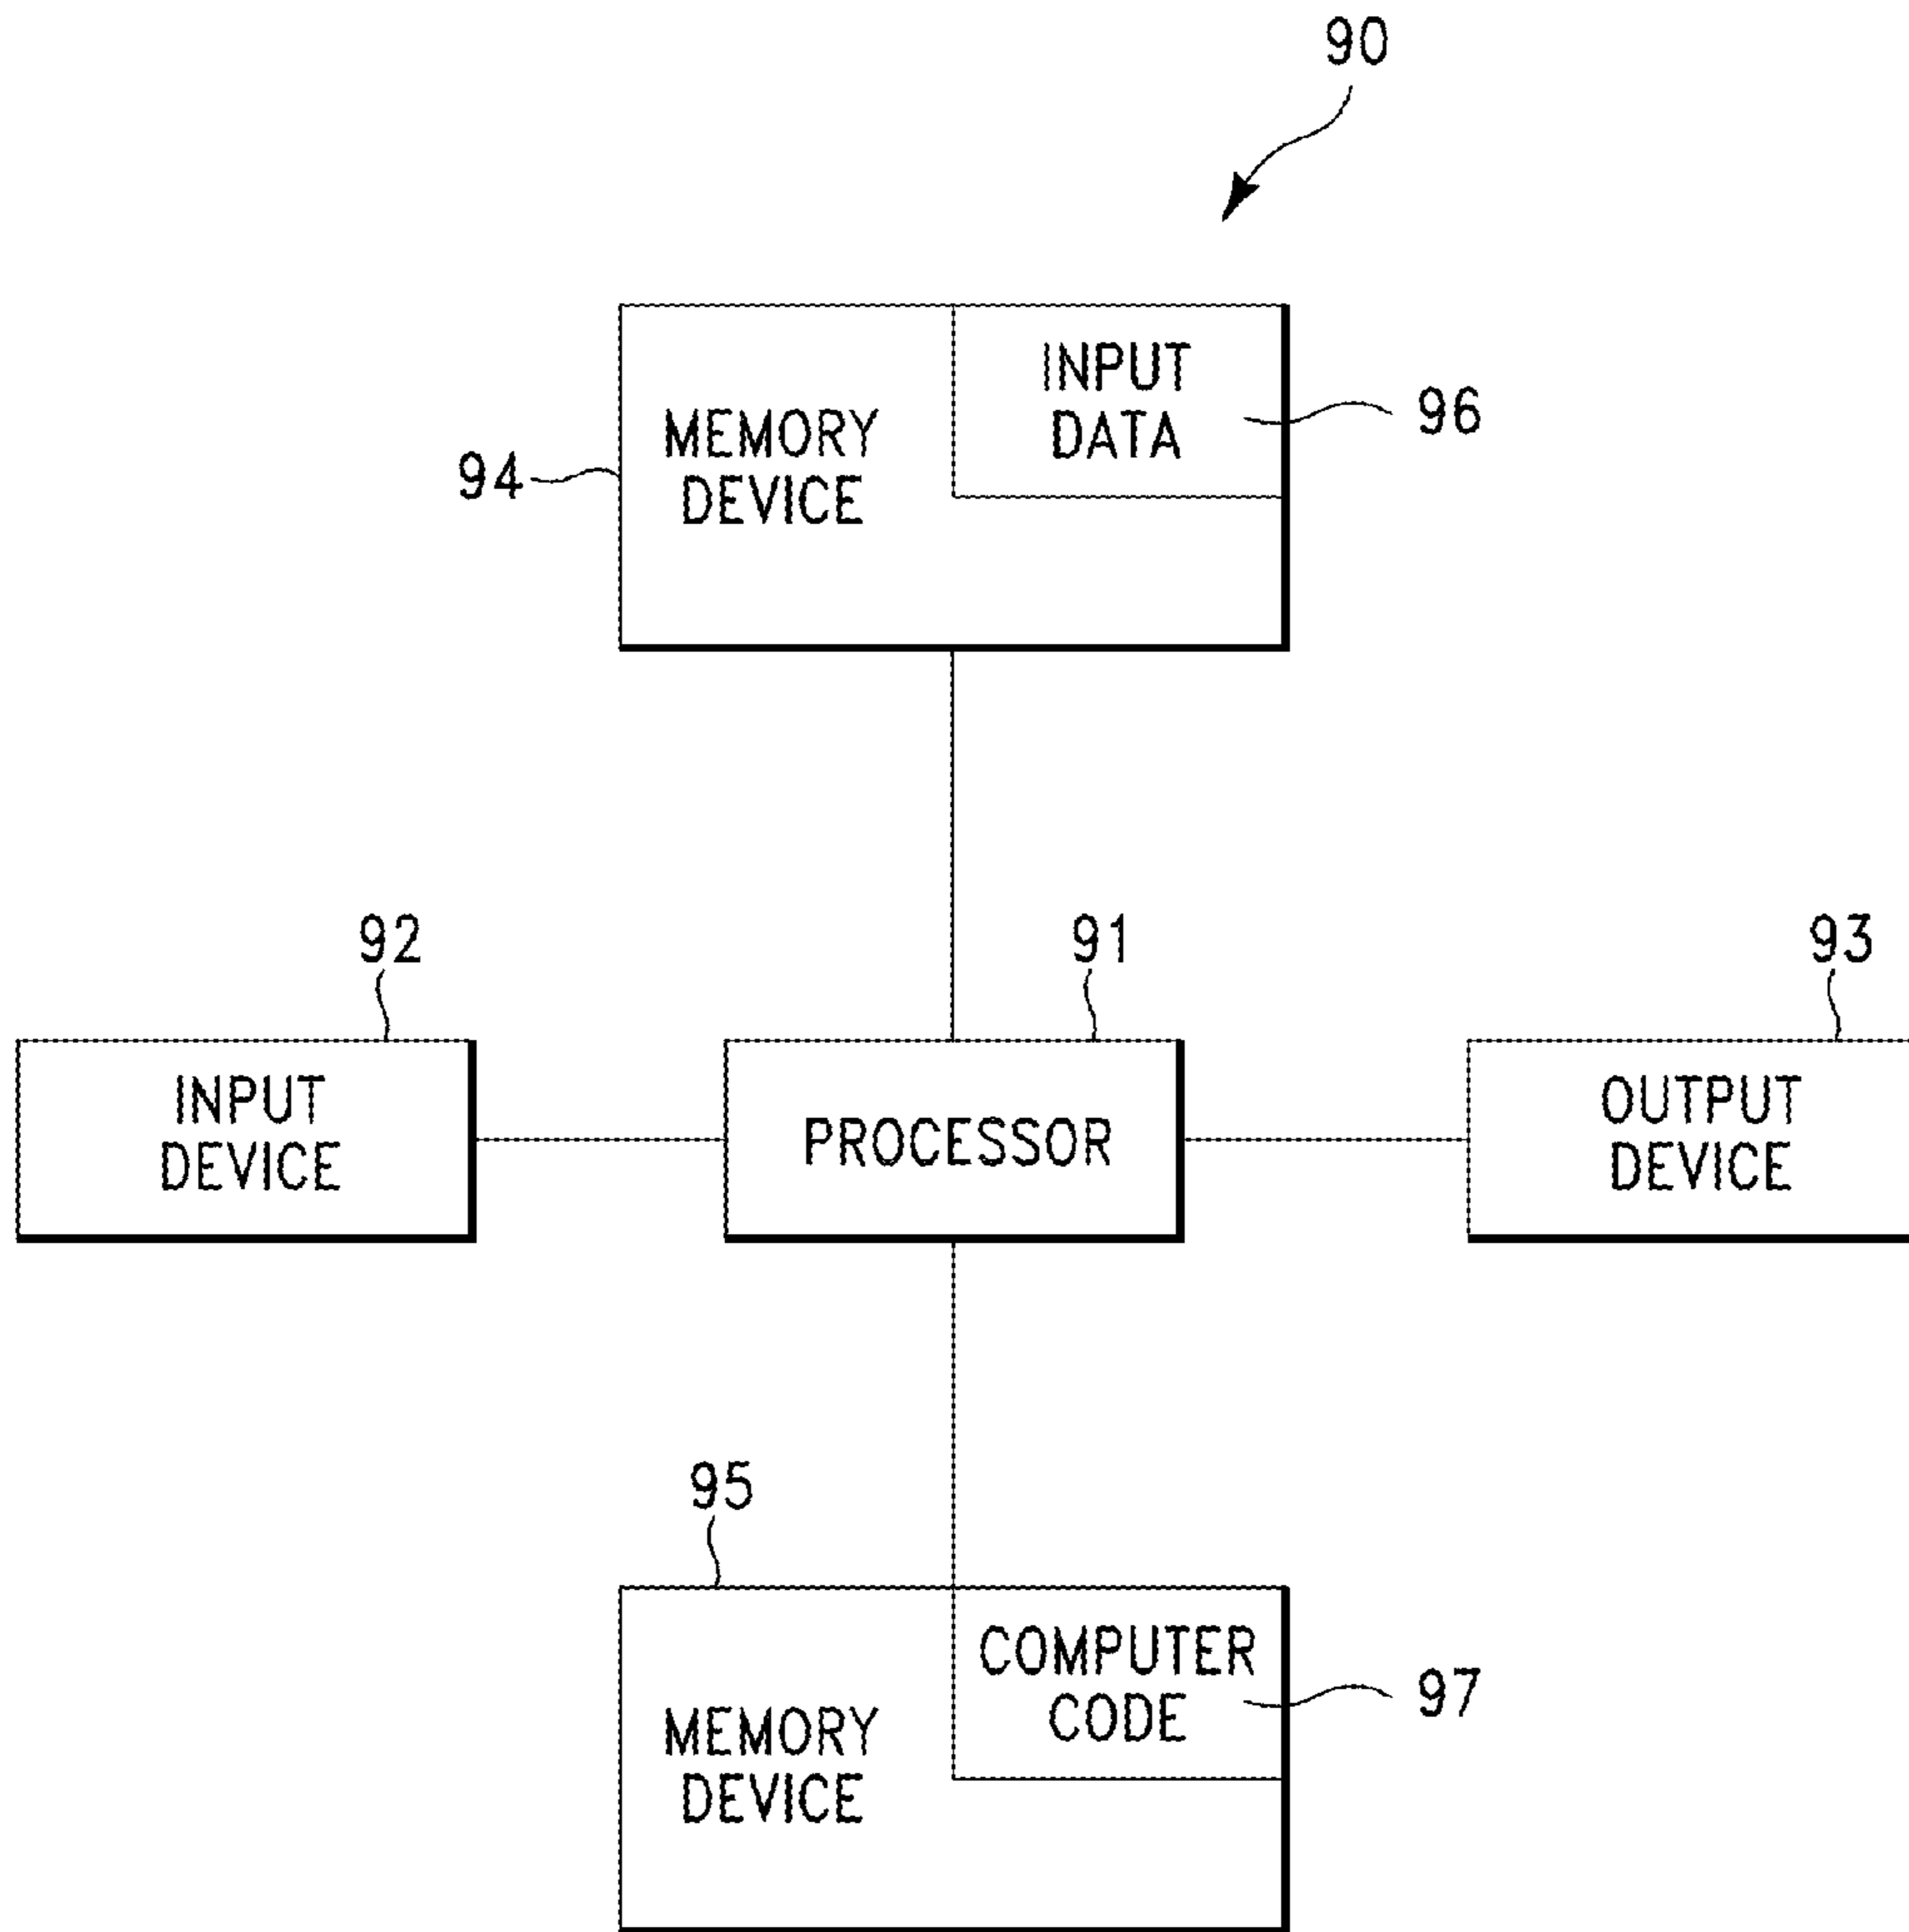 90
INPUT
DATA
96
MEMORY
DEVICE
94
92
91
93
INPUT
DEVICE
PROCESSOR
OUTPUT
DEVICE
95
COMPUTER
CODE
97
MEMORY
DEVICE